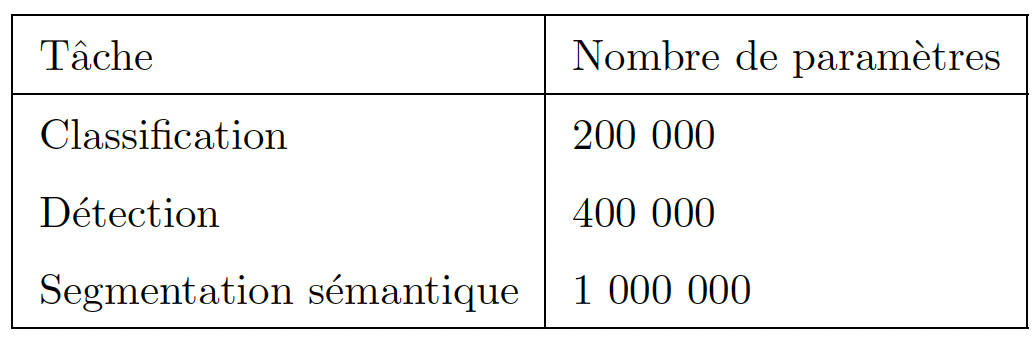 Tâche Nombre de paramètres
Classification 200 000
Détection 400 000
Segmentation sémantique 1 000 000